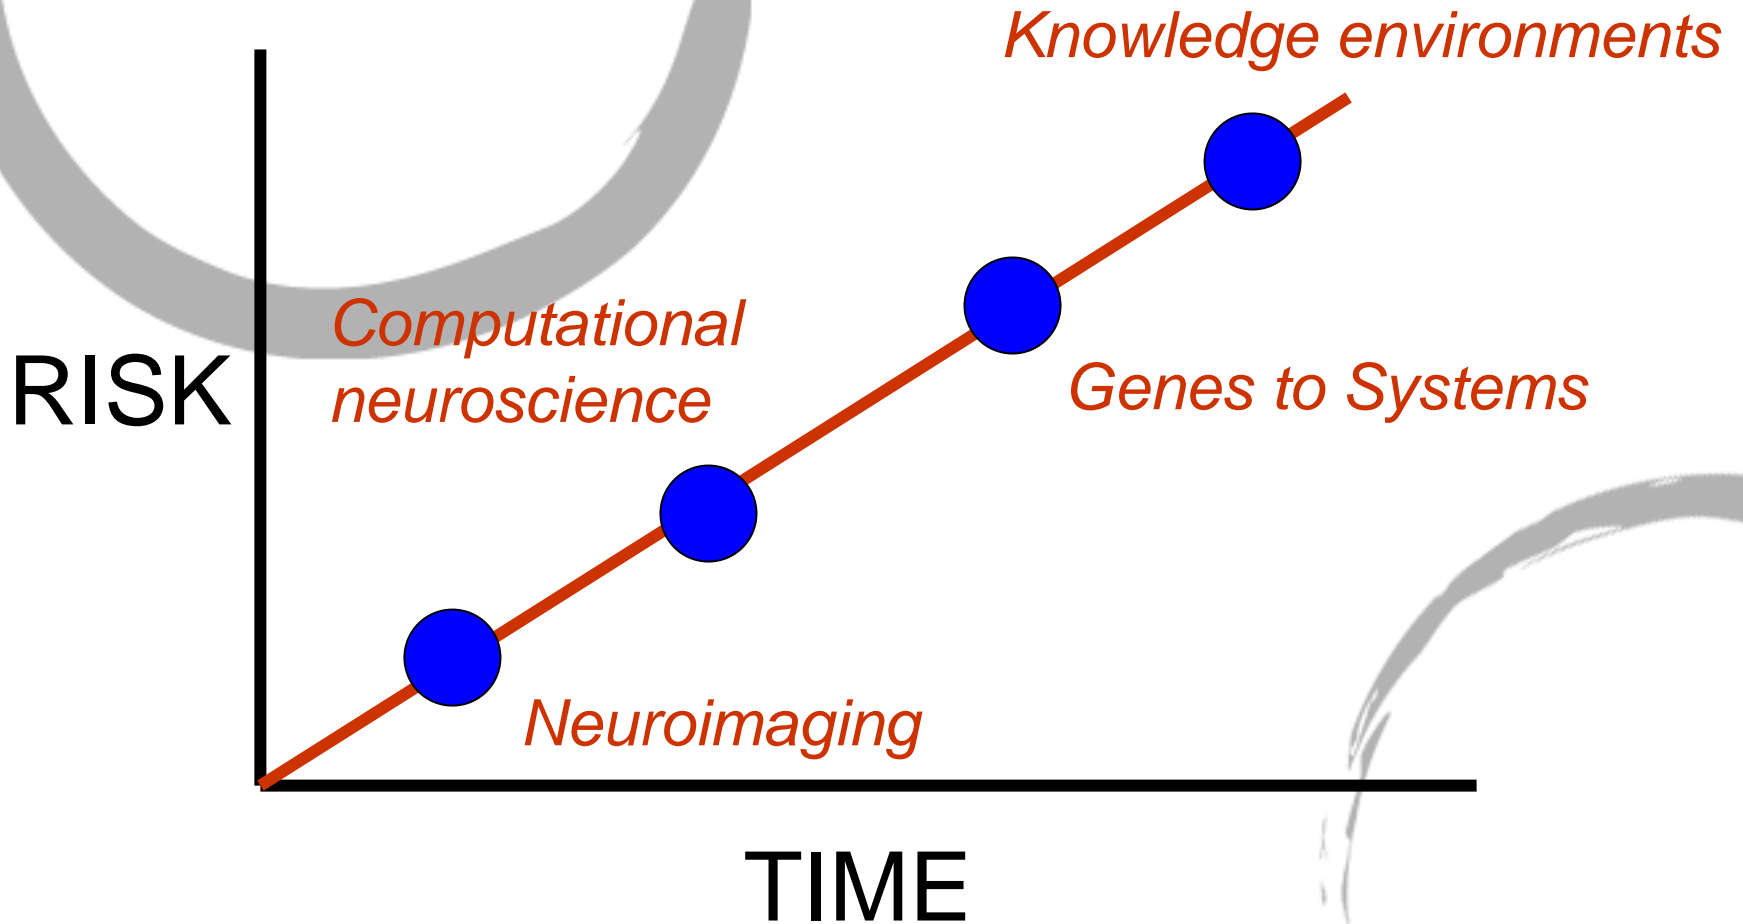 Knowledge environments
Computational
neuroscience
RISK
Genes to Systems
Neuroimaging
TIME